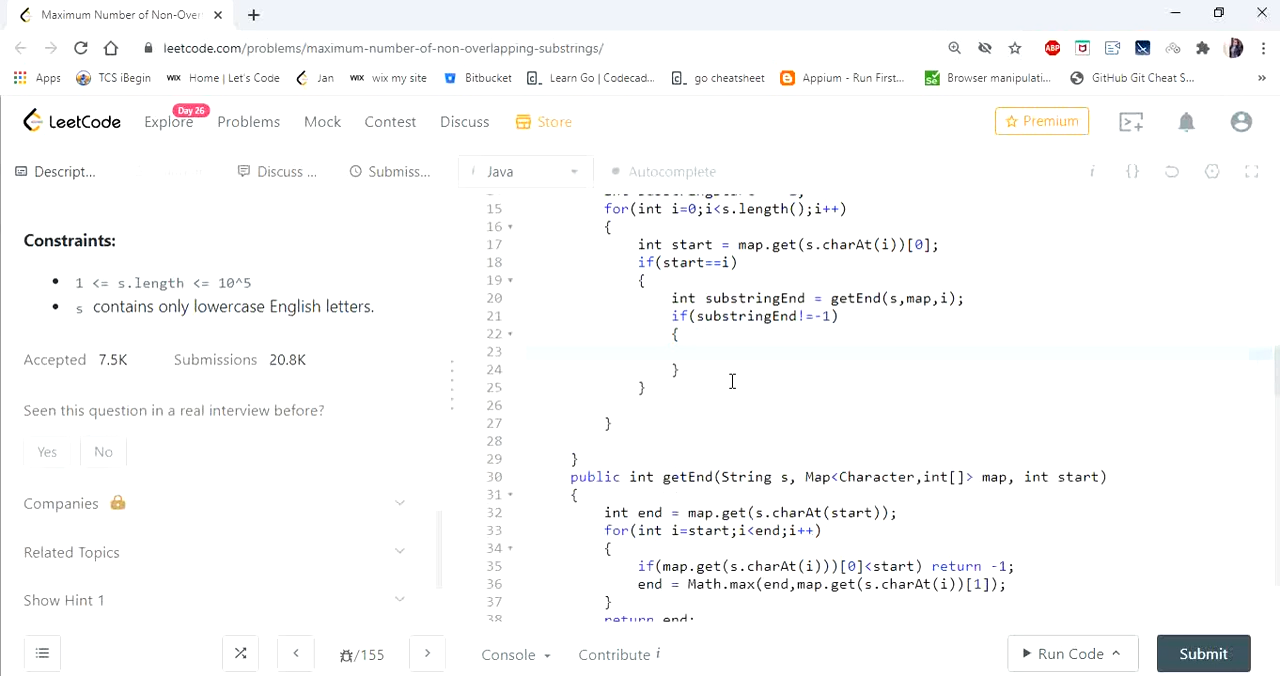 Maximum Number of Non-Over
leetcode.com/problems/maximum-number-of-non-overlapping-substrings/
ABP
Apps TCS iBegin WIX Home | Let's Code Jan WIX wix my site Bitbucket Learn Go | Codecad... go cheatsheet Appium - Run First... Se Browser manipulati... GitHub Git Cheat S... »
LeetCode Explore Day 26 Problems Mock Contest Discuss Store Premium
Descript... Discuss ... Submiss... i Java Autocomplete i {}
Constraints:
1 <= s.length <= 10^5
s contains only lowercase English letters.
Accepted 7.5K Submissions 20.8K
Seen this question in a real interview before?
Yes No
Companies
Related Topics
Show Hint 1
15 for(int i=0;i<s.length();i++)
16 {
17 int start = map.get(s.charAt(i))[0];
18 if(start==i)
19 {
20 int substringEnd = getEnd(s,map,i);
21 if(substringEnd!=-1)
22 {
23
24 }
25 }
26
27 }
28
29 }
30 public int getEnd(String s, Map<Character,int[]> map, int start)
31 {
32 int end = map.get(s.charAt(start));
33 for(int i=start;i<end;i++)
34 {
35 if(map.get(s.charAt(i)))[0]<start) return -1;
36 end = Math.max(end,map.get(s.charAt(i))[1]);
37 }
38 return end;
/155 Console Contribute i Run Code Submit